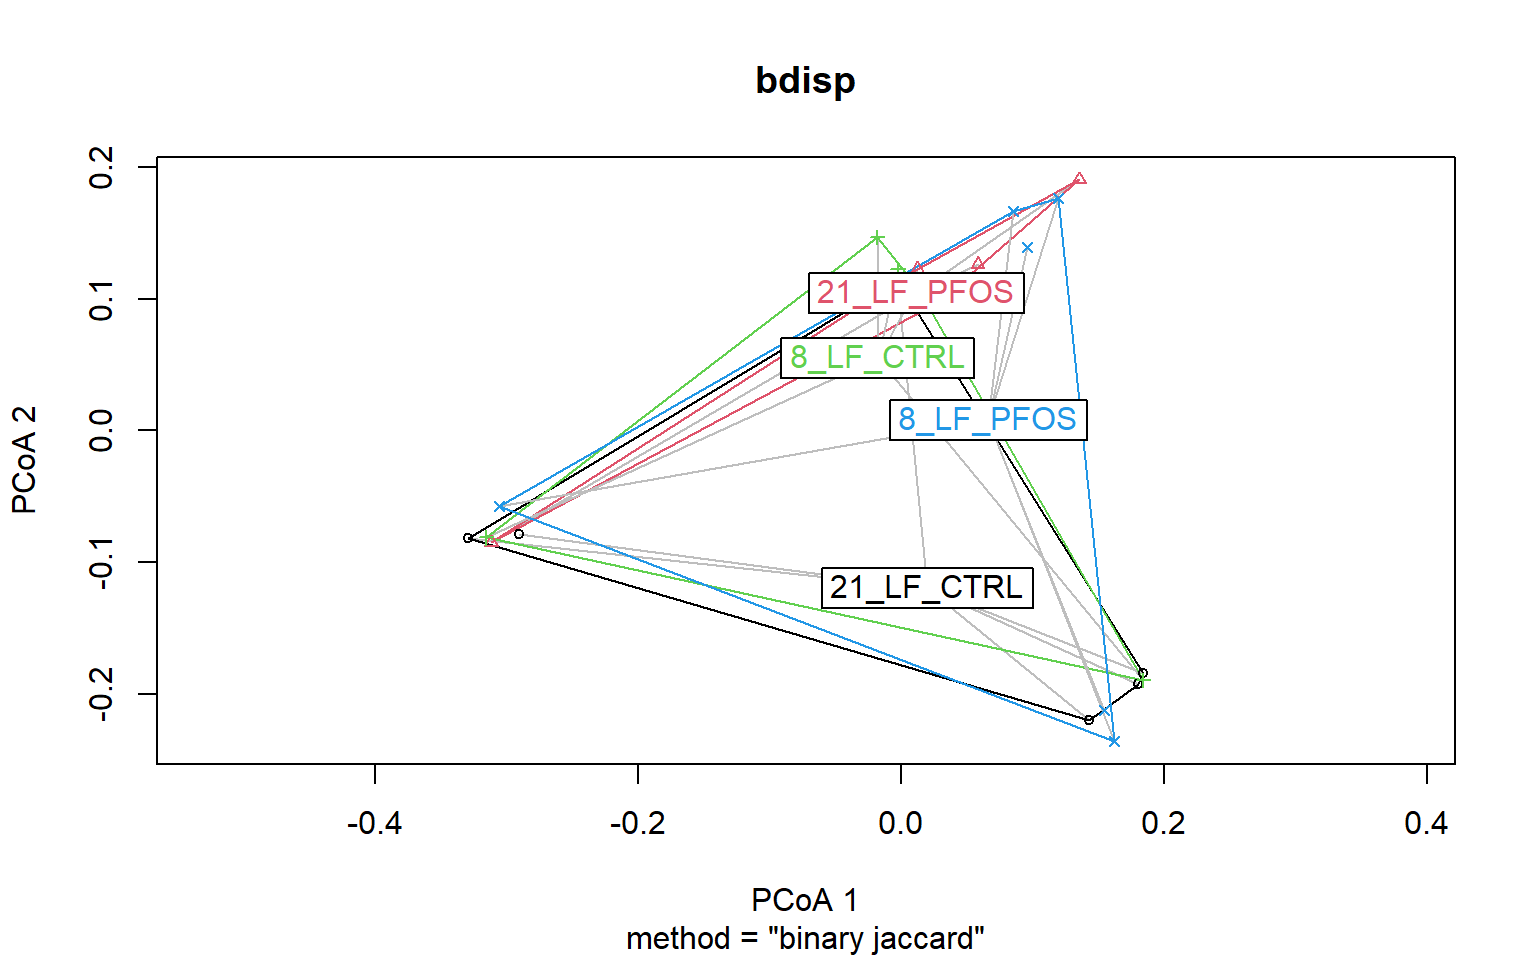 bdisp
PCoA 2
0.2
0.1
0.0
-0.1
-0.2
21_LF_PFOS
8_LF_CTRL
8_LF_PFOS
21_LF_CTRL
-0.4 -0.2 0.0 0.2 0.4
PCoA 1
method = "binary jaccard"